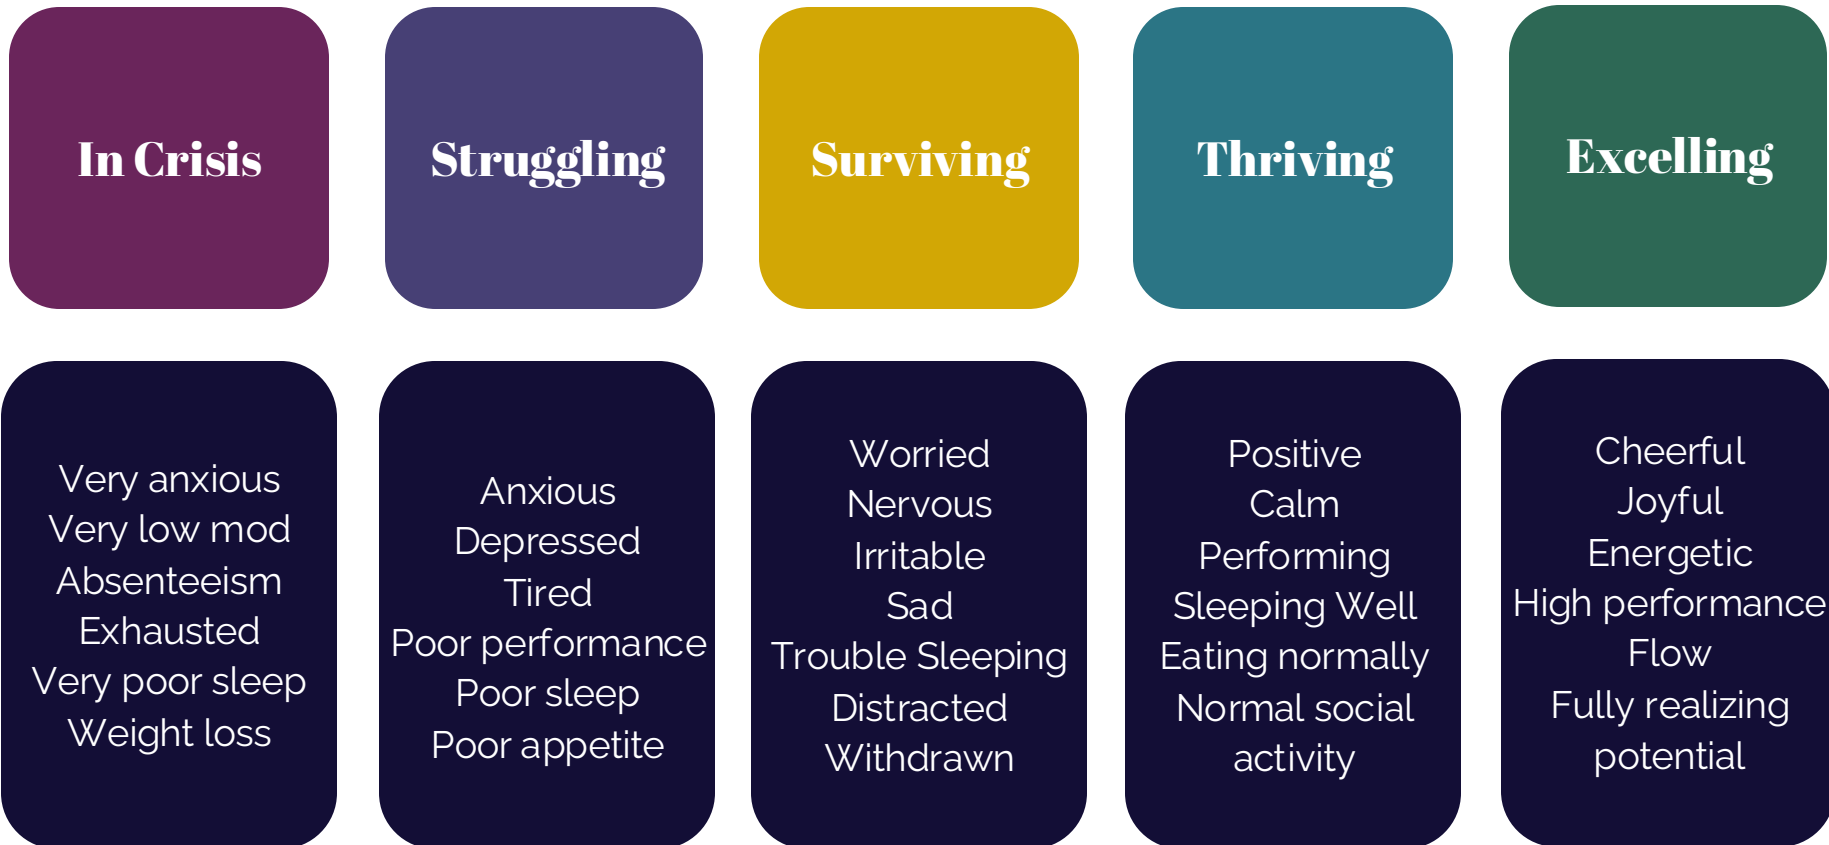 In Crisis
Struggling
Surviving
Thriving
Excelling
Very anxious
Very low mod
Absenteeism
Exhausted
Very poor sleep
Weight loss
Anxious
Depressed
Tired
Poor performance
Poor sleep
Poor appetite
Worried
Nervous
Irritable
Sad
Trouble Sleeping
Distracted
Withdrawn
Positive
Calm
Performing
Sleeping Well
Eating normally
Normal social
activity
Cheerful
Joyful
Energetic
High performance
Flow
Fully realizing
potential